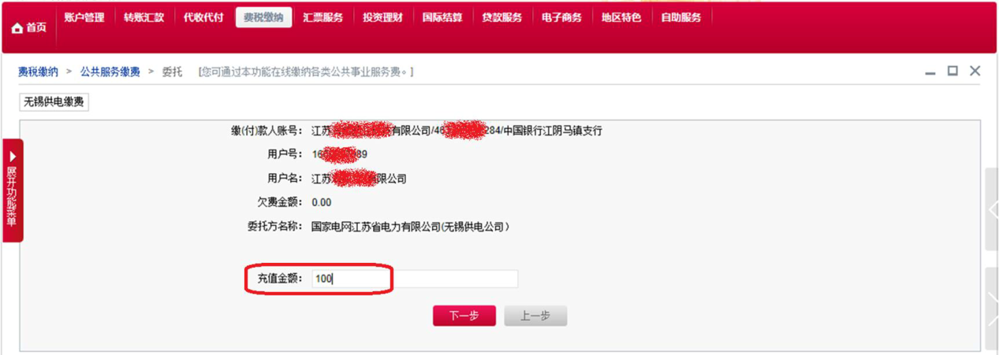 首页 账户管理 转账汇款 代收代付 费税缴纳 汇票服务 投资理财 国际结算 贷款服务 电子商务 地区特色 自助服务
费税缴纳 > 公共服务缴费 > 委托 [您可通过本功能在线缴纳各类公共事业服务费。]
无锡供电缴费
缴(付)款人账号： 江苏 有限公司/46 284/中国银行江阴马镇支行
用户号： 16 89
用户名： 江苏 有限公司
欠费金额： 0.00
委托方名称： 国家电网江苏省电力有限公司(无锡供电公司）
充值金额： 100
下一步 上一步
展开功能菜单